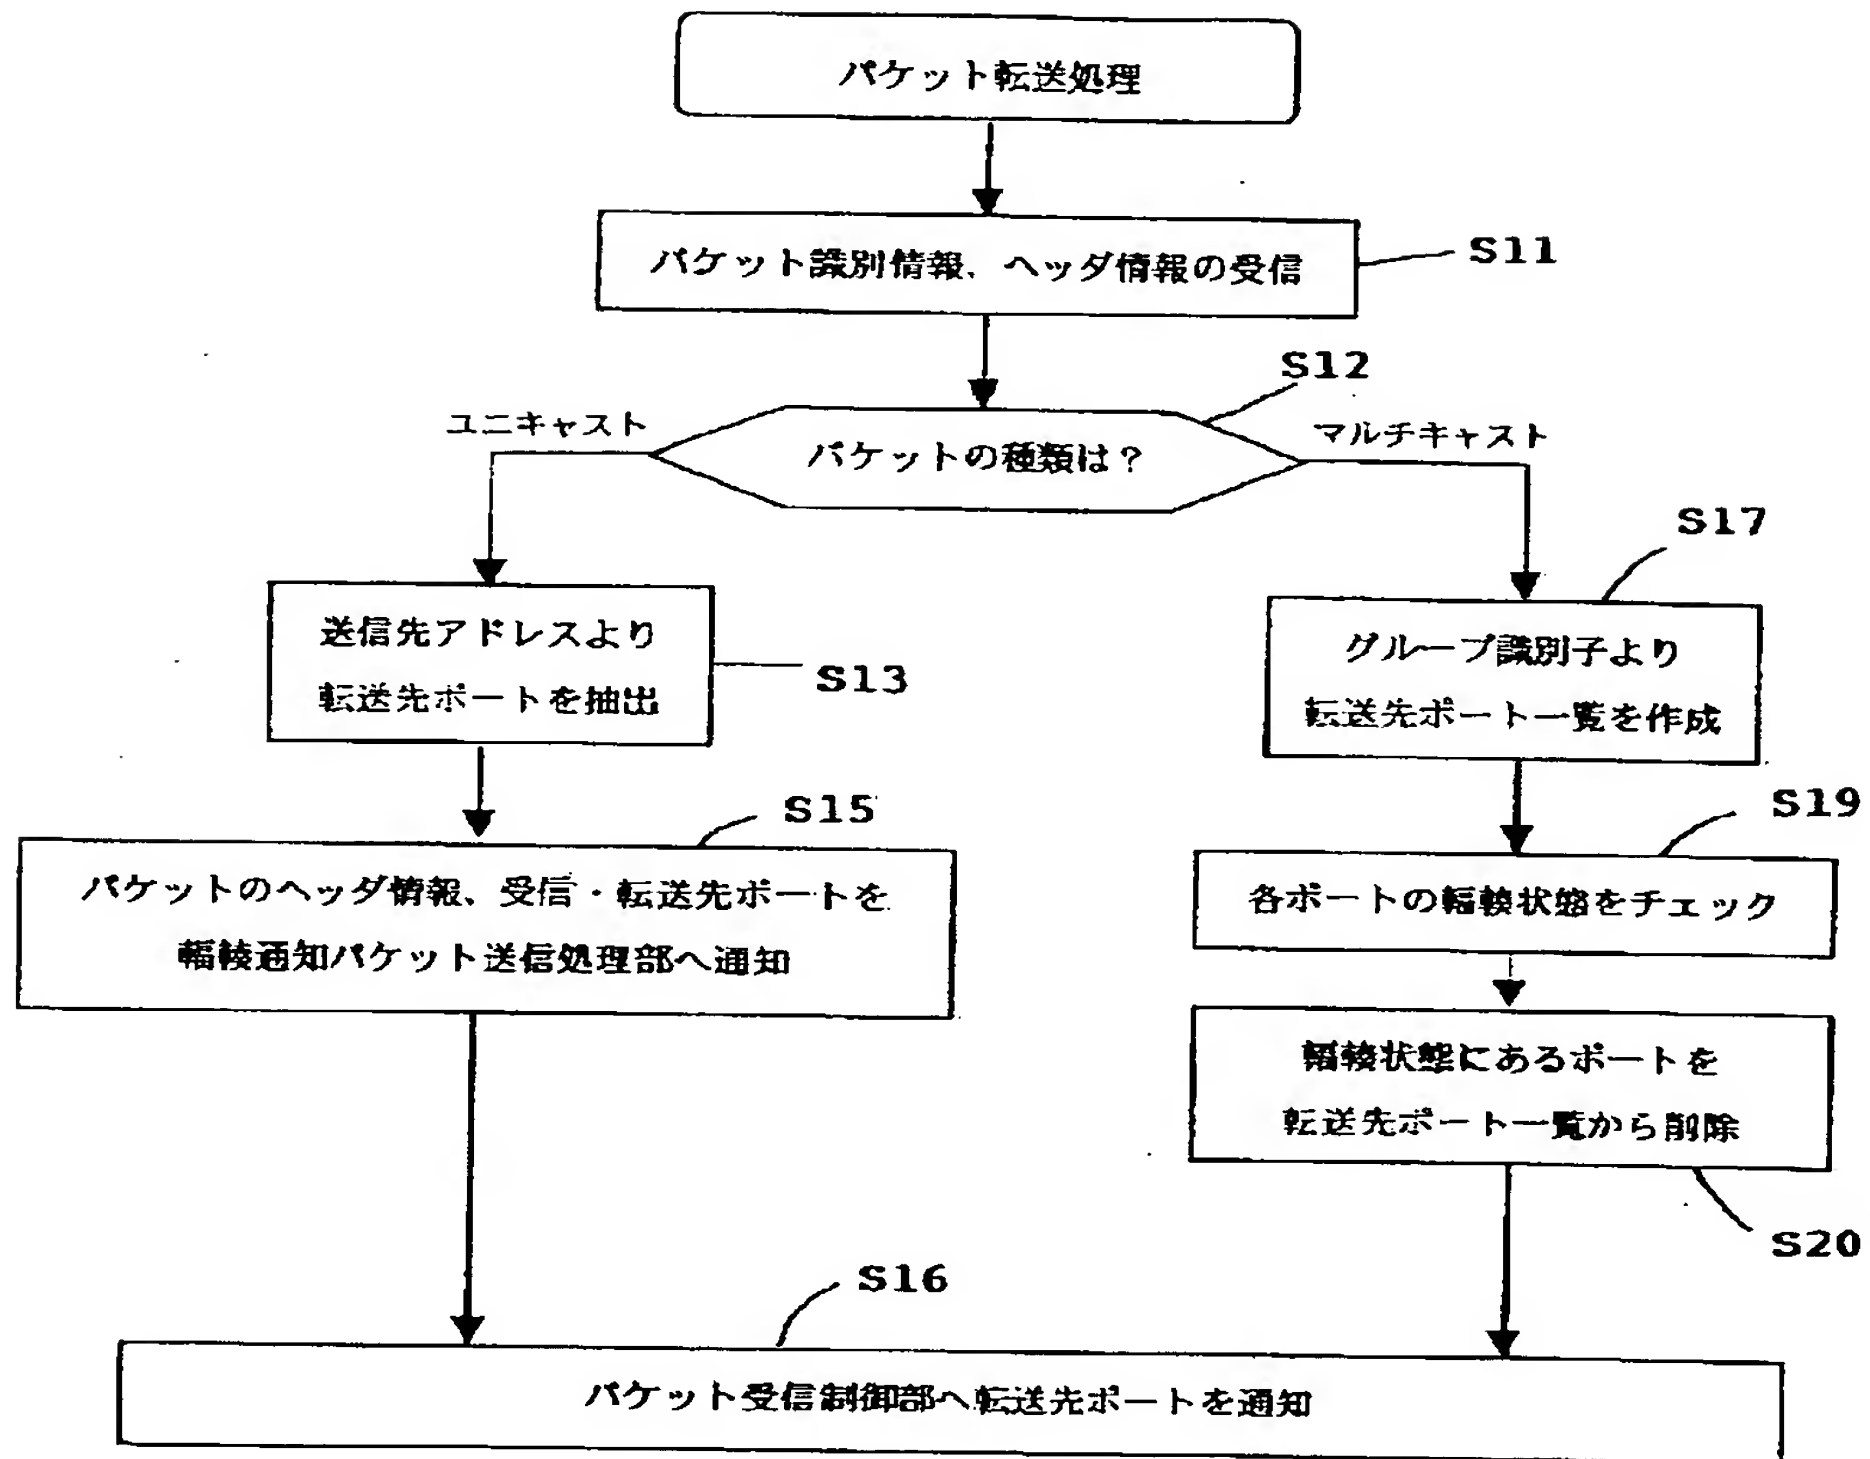 パケット転送処理
パケット識別情報、ヘッダ情報の受信
S11
S12
ユニキャスト
パケットの種類は?
マルチキャスト
S17
送信先アドレスより
転送先ポートを抽出
S13
グループ識別子より
転送先ポート一覧を作成
S15
S19
パケットのヘッダ情報、受信・転送先ポートを
輻輳通知パケット送信処理部へ通知
各ポートの輻輳状態をチェック
輻輳状態にあるポートを
転送先ポート一覧から削除
S20
S16
パケット受信制御部へ転送先ポートを通知